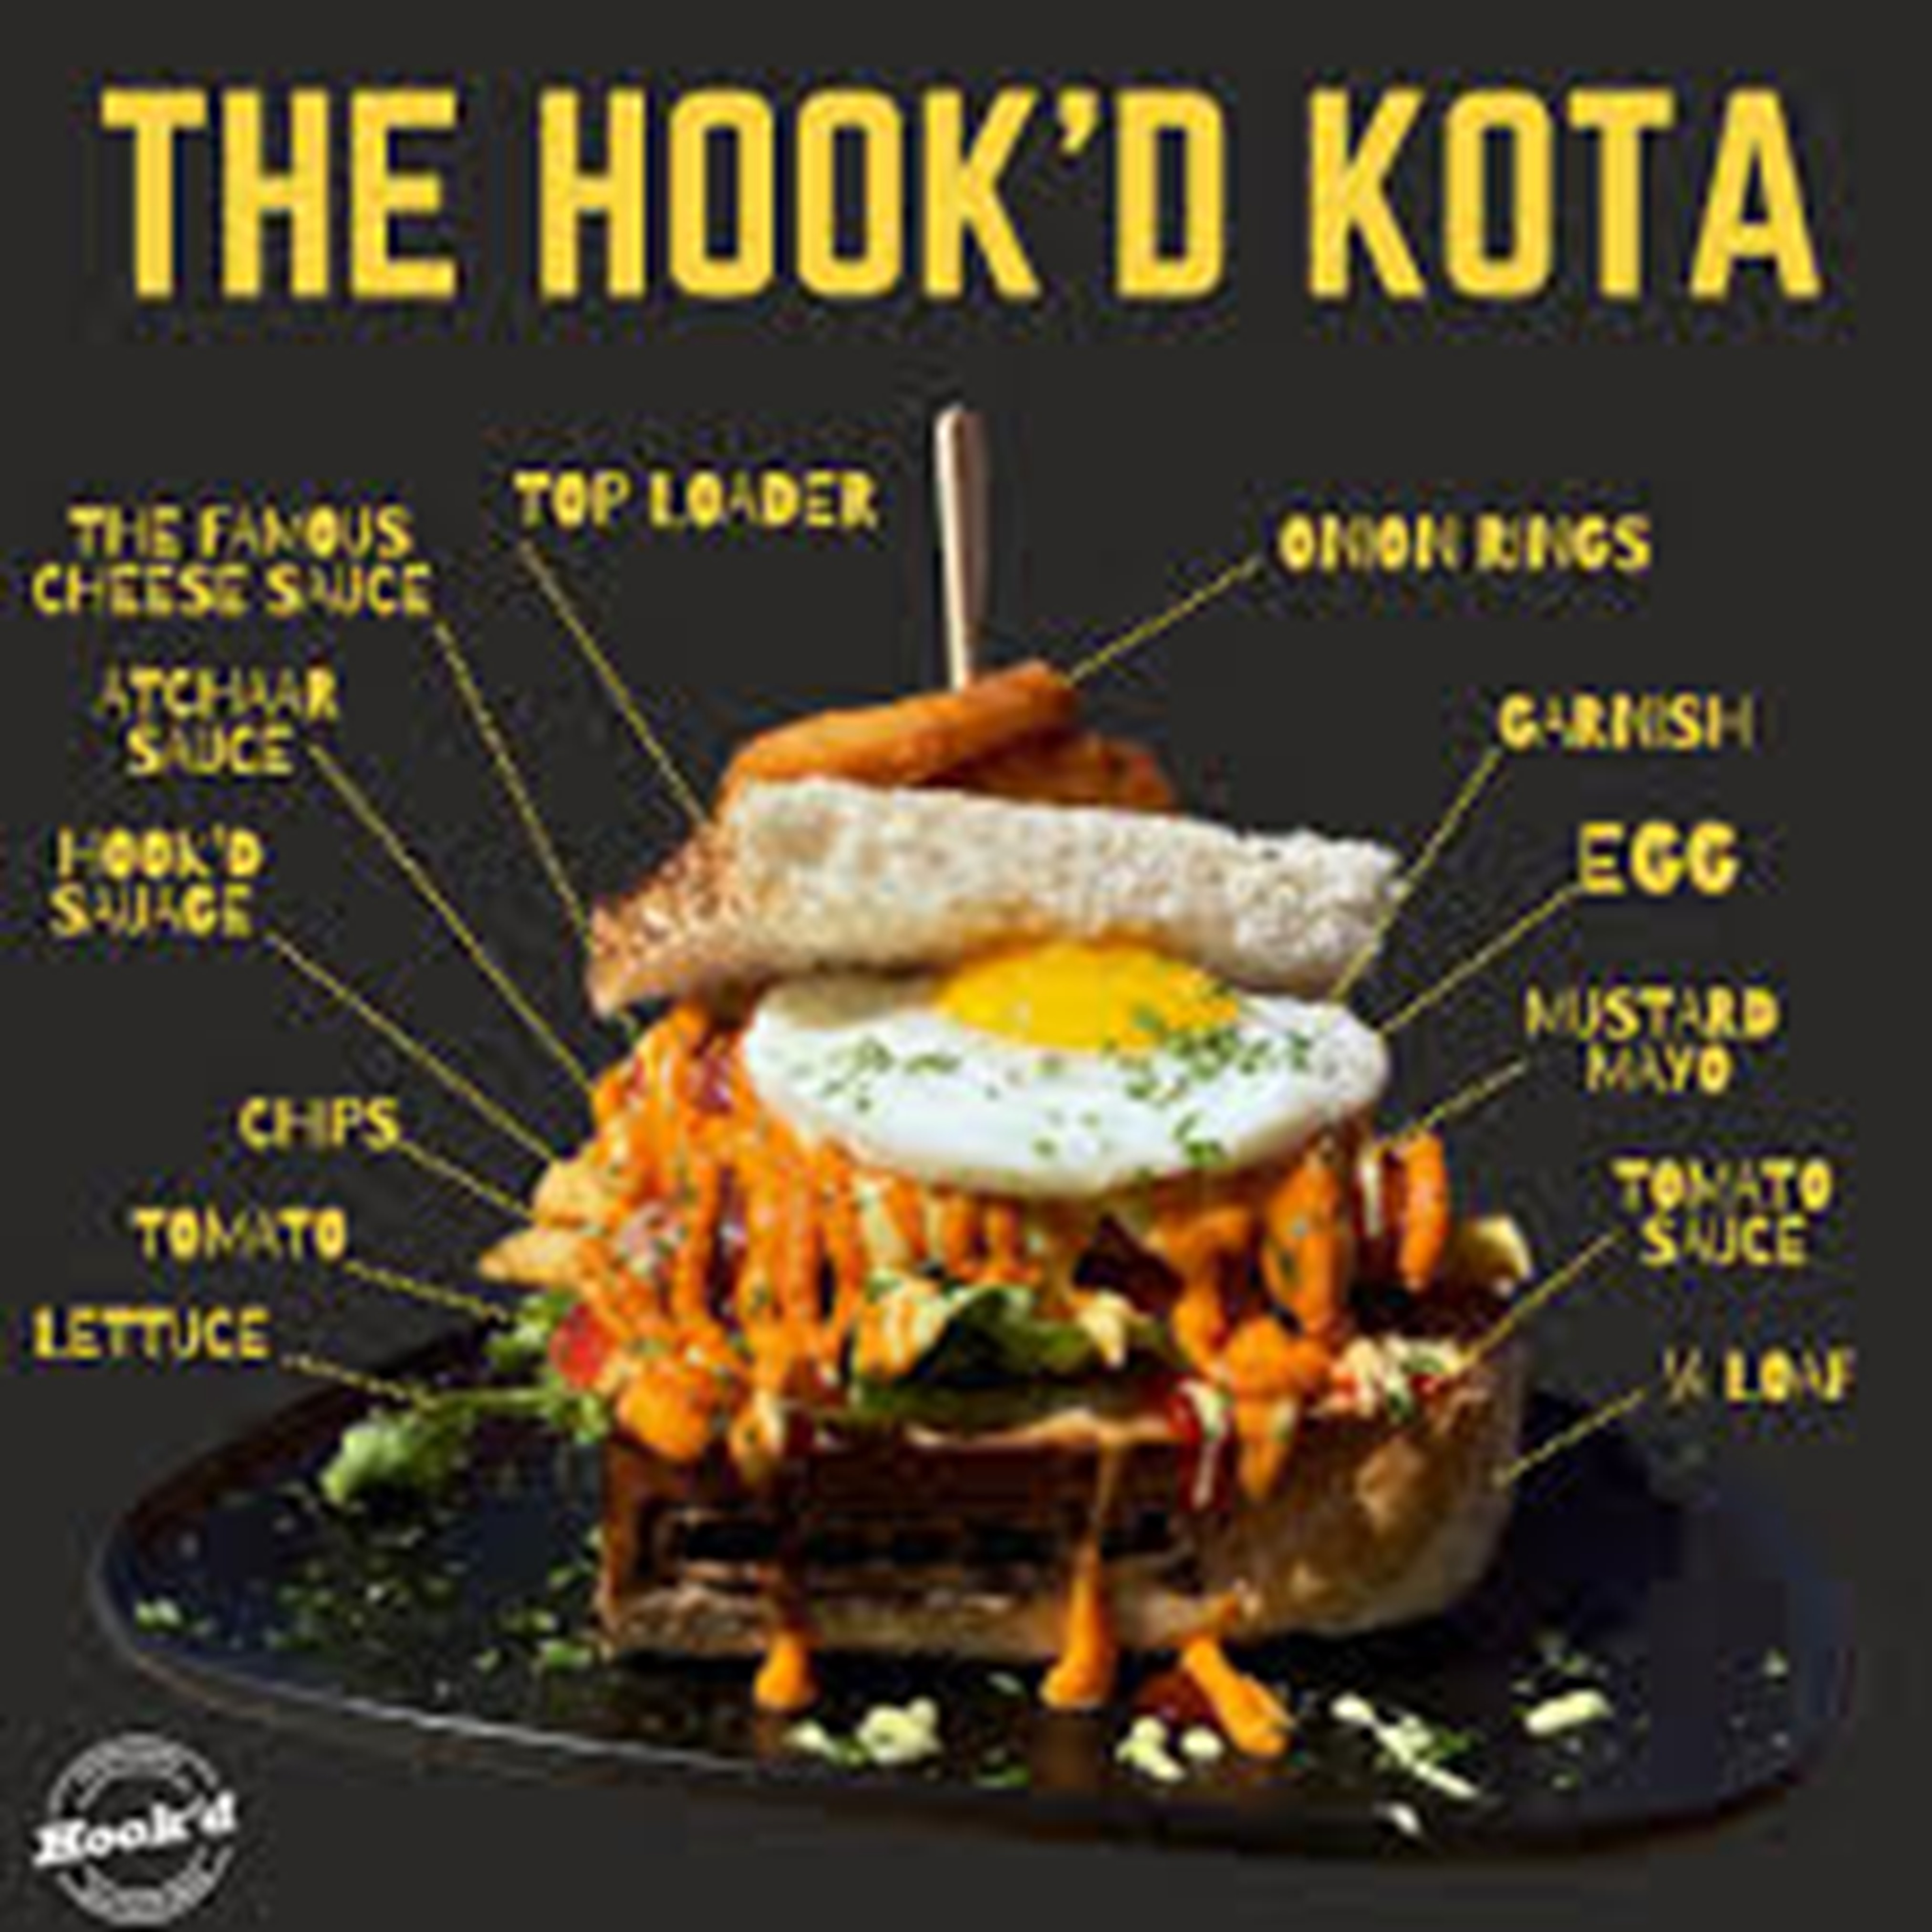 THE HOOK'D KOTA
TOP LOADER
THE FAMOUS
CHEESE SAUCE
ONION RINGS
ATCHAAR
SAUCE
GARNISH
HOOK'D
SAUAGE
EGG
MUSTARD
MAYO
CHIPS
TOMATO
SAUCE
TOMATO
LETTUCE
¼ LOAF
Hook'd